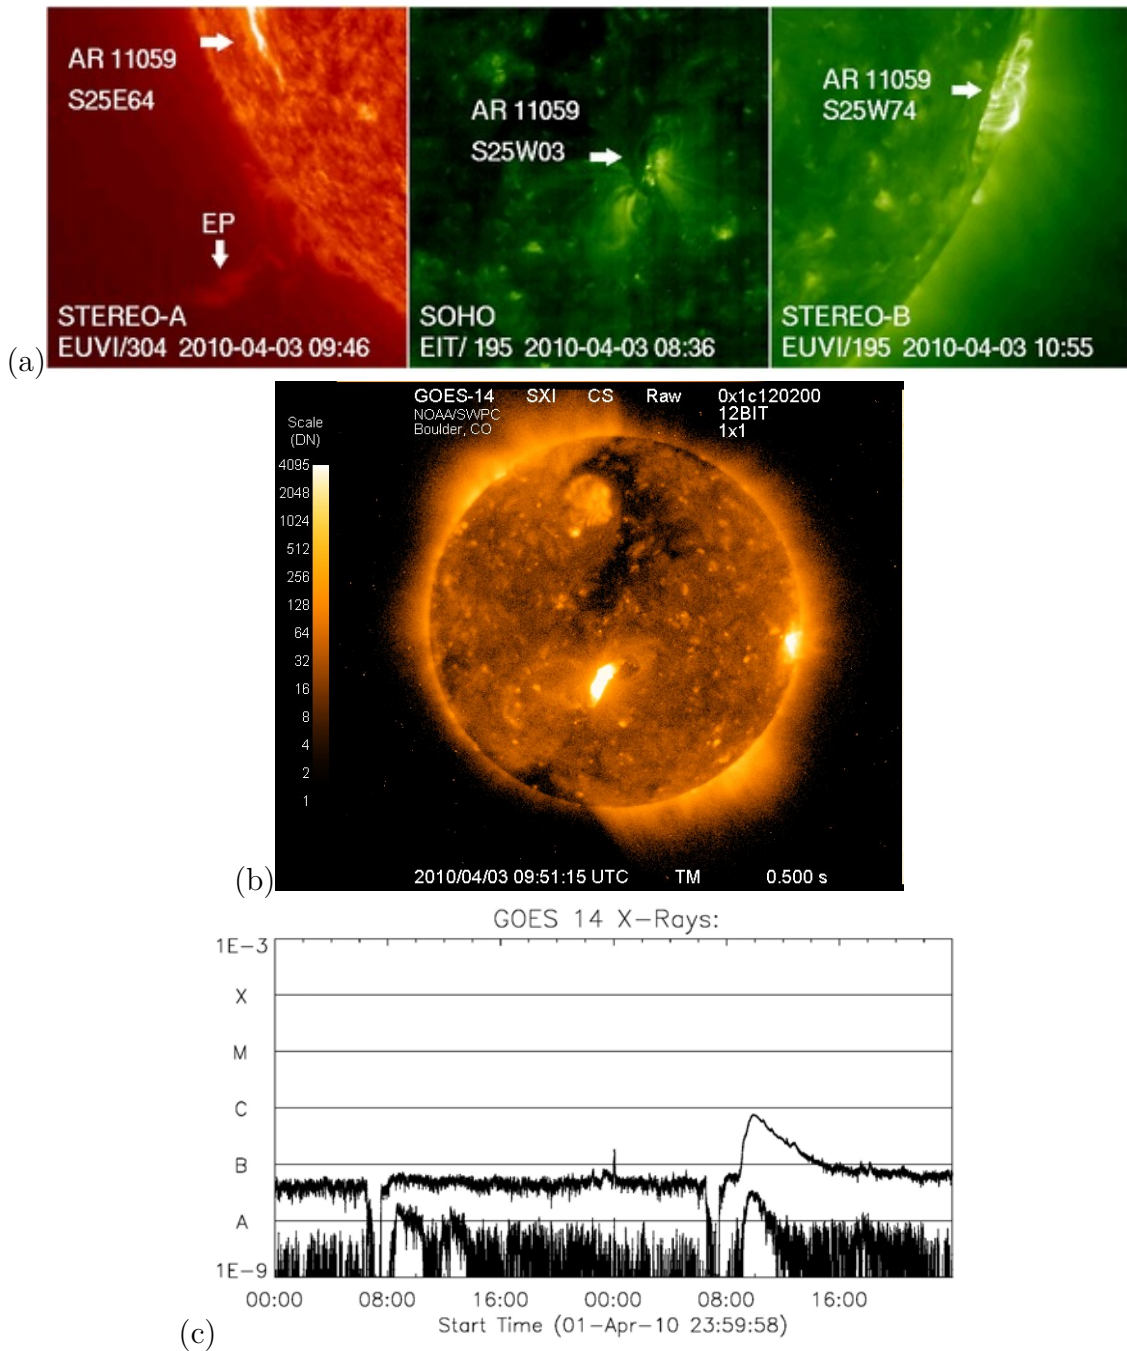 AR 11059
S25E64
EP
STEREO-A
EUVI/304 2010-04-03 09:46
AR 11059
S25W03
SOHO
EIT/ 195 2010-04-03 08:36
AR 11059
S25W74
STEREO-B
EUVI/195 2010-04-03 10:55
(a)
GOES-14 SXI CS Raw 0x1c120200
NOAA/SWPC 12BIT
Boulder, CO 1x1
Scale
(DN)
4095
2048
1024
512
256
128
64
32
16
8
4
2
1
2010/04/03 09:51:15 UTC TM 0.500 s
(b)
GOES 14 X-Rays:
1E-3
X
M
C
B
A
1E-9
00:00 08:00 16:00 00:00 08:00 16:00
Start Time (01-Apr-10 23:59:58)
(c)